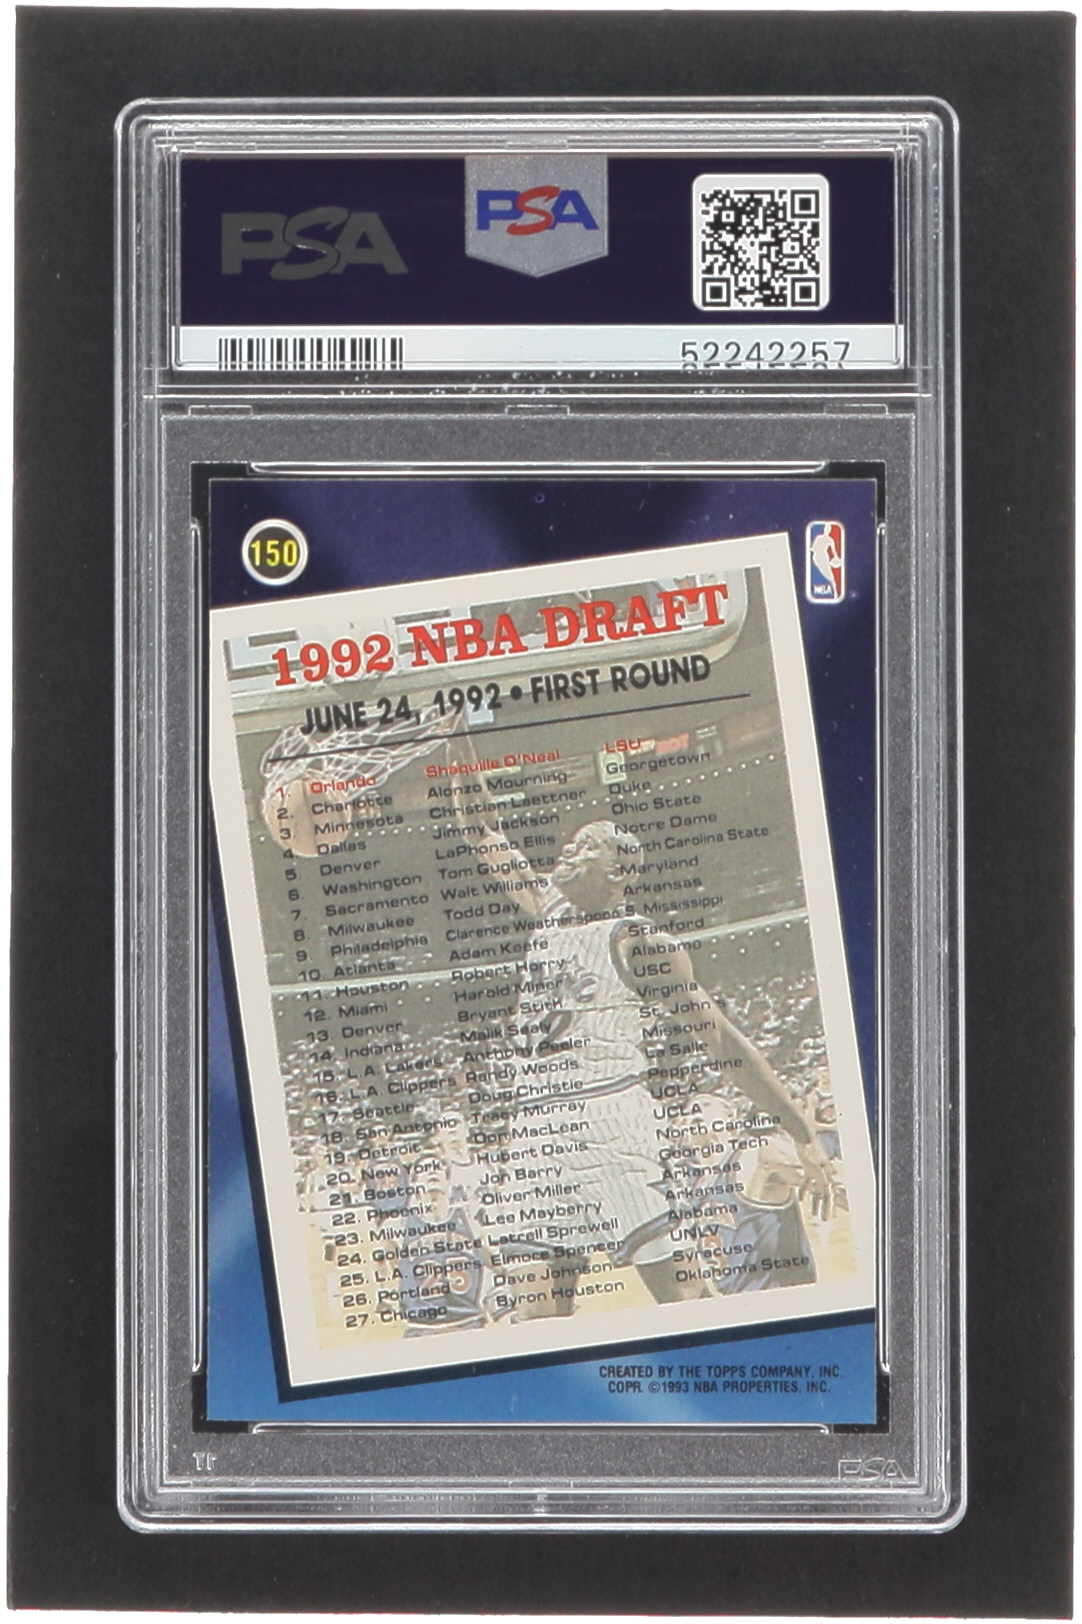 PSA
PSA
52242257
150
NBA
1992 NBA DRAFT
JUNE 24, 1992 • FIRST ROUND
1. Orlando Shaquille O'Neal LSU
2. Charlotte Alonzo Mourning Georgetown
3. Minnesota Christian Laettner Duke
4. Dallas Jimmy Jackson Ohio State
5. Denver LaPhonso Ellis Notre Dame
6. Washington Tom Gugliotta North Carolina State
7. Sacramento Walt Williams Maryland
8. Milwaukee Todd Day Arkansas
9. Philadelphia Clarence Weatherspoon S. Mississippi
10. Atlanta Adam Keefe Stanford
11. Houston Robert Horry Alabama
12. Miami Harold Miner USC
13. Denver Bryant Stith Virginia
14. Indiana Malik Sealy St. John's
15. L.A. Lakers Anthony Peeler Missouri
16. L.A. Clippers Randy Woods La Salle
17. Seattle Doug Christie Pepperdine
18. San Antonio Tracy Murray UCLA
19. Detroit Don MacLean UCLA
20. New York Hubert Davis North Carolina
21. Boston Jon Barry Georgia Tech
22. Phoenix Oliver Miller Arkansas
23. Milwaukee Lee Mayberry Arkansas
24. Golden State Latrell Sprewell Alabama
25. L.A. Clippers Elmore Spencer UNLV
26. Portland Dave Johnson Syracuse
27. Chicago Byron Houston Oklahoma State
CREATED BY THE TOPPS COMPANY, INC.
COPR. ©1993 NBA PROPERTIES, INC.
PSA